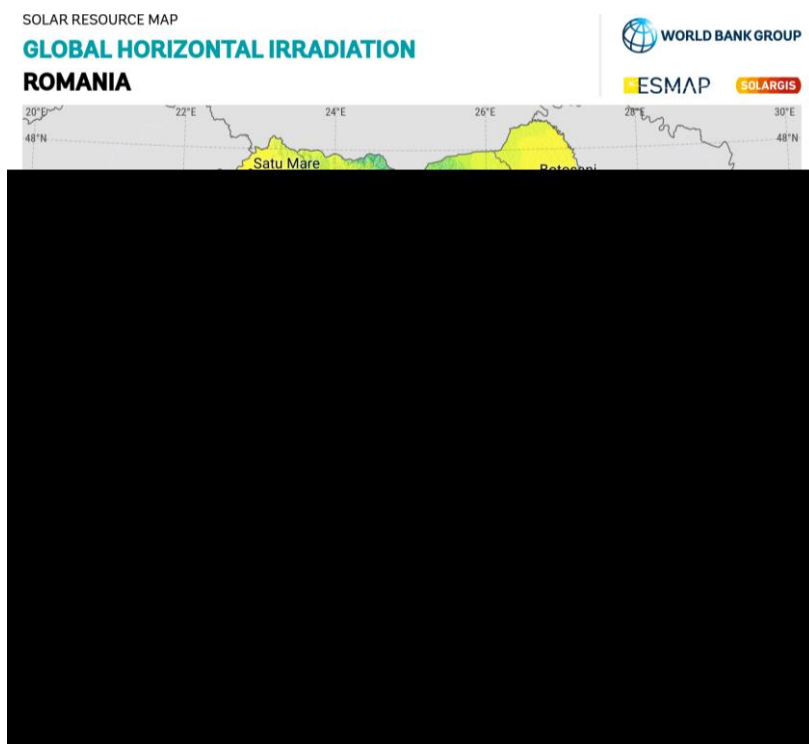 SOLAR RESOURCE MAP
GLOBAL HORIZONTAL IRRADIATION
ROMANIA
WORLD BANK GROUP
ESMAP SOLARGIS
20°E 22°E 24°E 26°E 28°E 30°E
48°N 48°N
Satu Mare
Botoșani